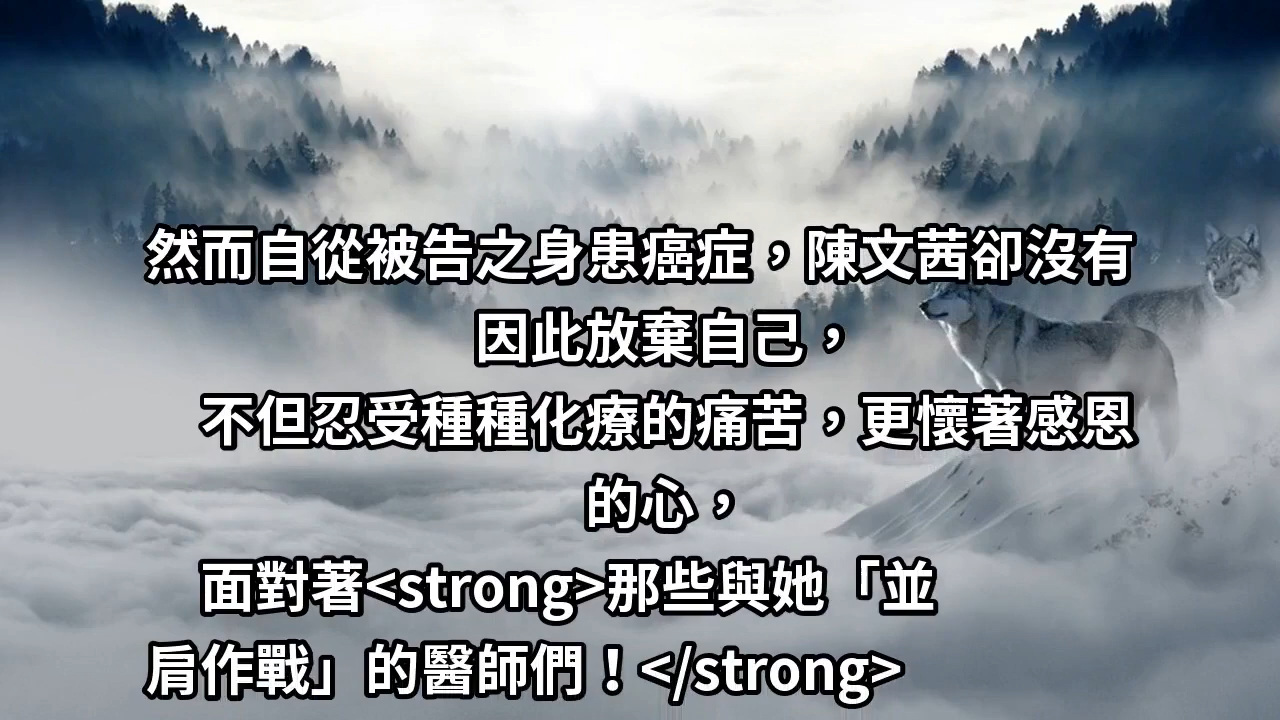 然而自從被告之身患癌症，陳文茜卻沒有
因此放棄自己，
不但忍受種種化療的痛苦，更懷著感恩
的心，
面對著<strong>那些與她「並
肩作戰」的醫師們！</strong>